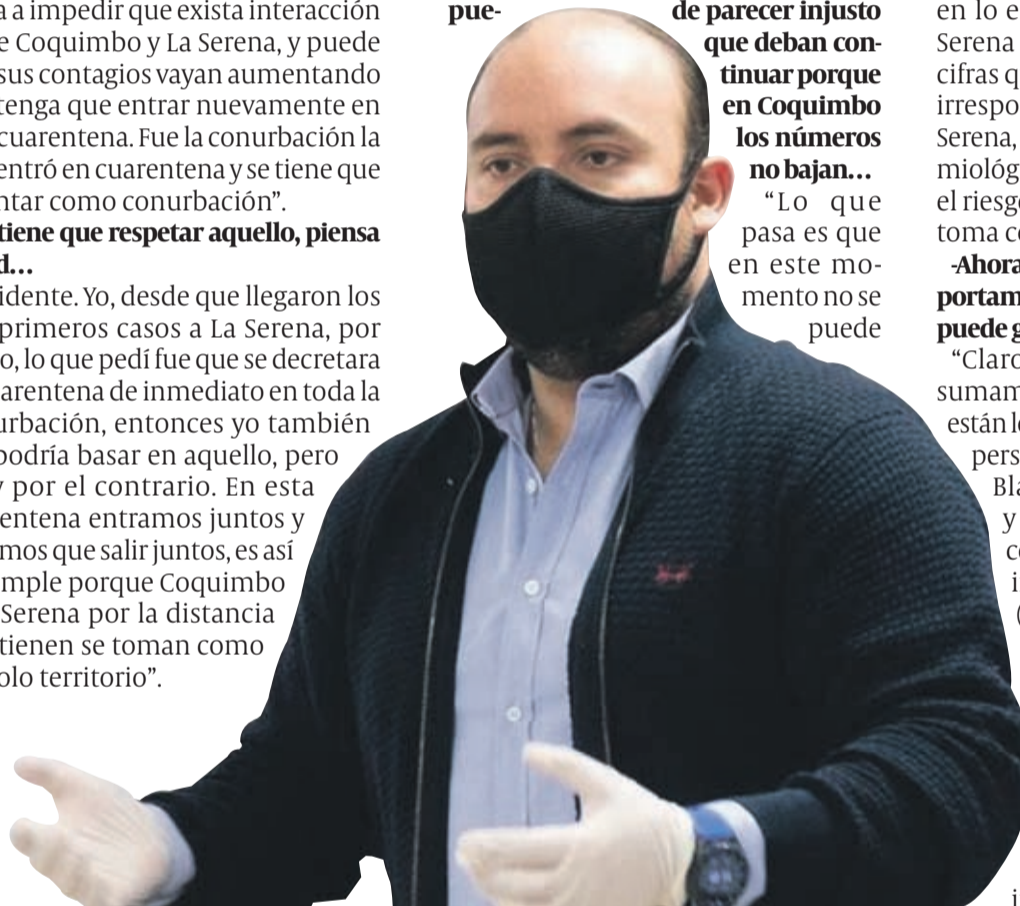 a a impedir que exista interacción
e Coquimbo y La Serena, y puede
sus contagios vayan aumentando
tenga que entrar nuevamente en
cuarentena. Fue la conurbación la
entró en cuarentena y se tiene que
ntar como conurbación”.
tiene que respetar aquello, piensa
d...
idente. Yo, desde que llegaron los
primeros casos a La Serena, por
o, lo que pedí fue que se decretara
arentena de inmediato en toda la
urbación, entonces yo también
podría basar en aquello, pero
y por el contrario. En esta
entena entramos juntos y
mos que salir juntos, es así
mple porque Coquimbo
Serena por la distancia
tienen se toman como
olo territorio”.
pue-
de parecer injusto
que deban con-
tinuar porque
en Coquimbo
los números
no bajan...
“Lo que
pasa es que
en este mo-
mento no se
puede
en lo e
Serena
cifras q
irrespo
Serena,
miológ
el riesg
toma co
-Ahora
portam
puede g
“Claro
sumam
están lo
pers
Bla
y
co
i
(
i